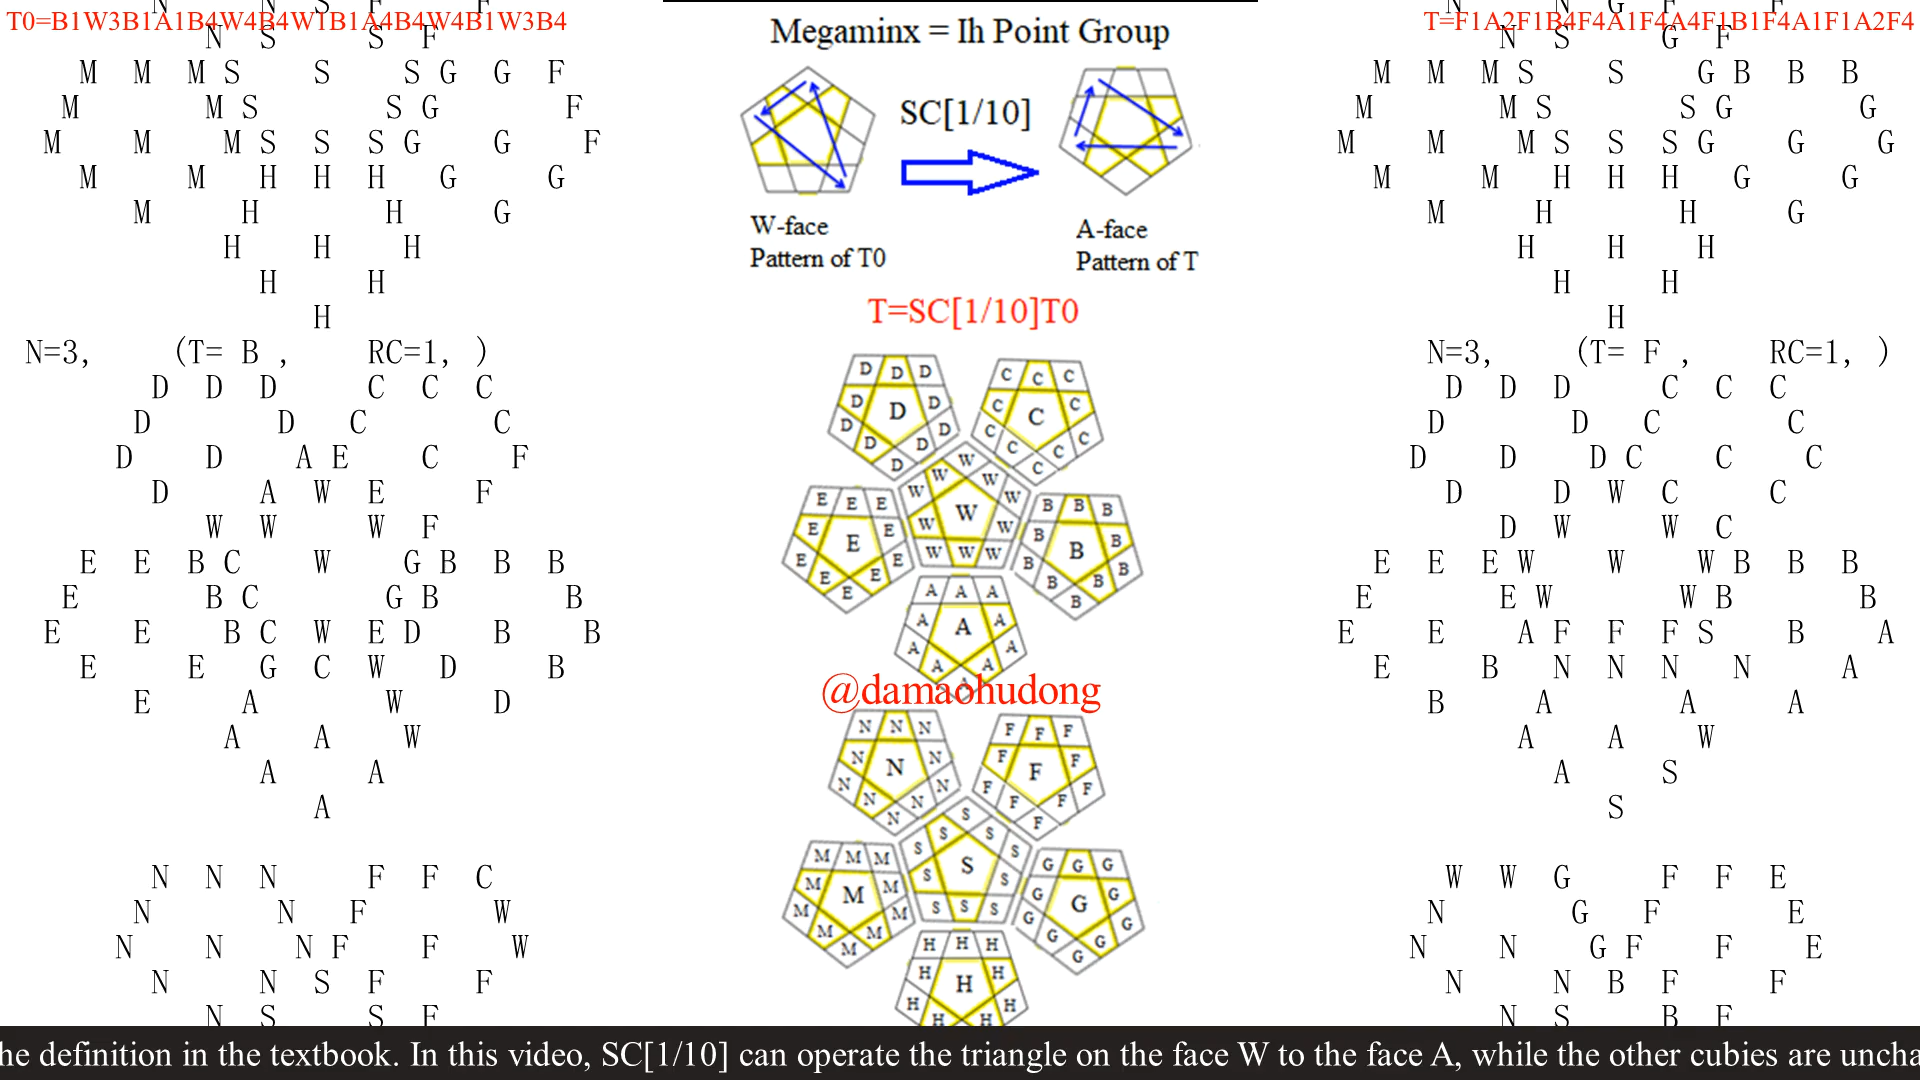 T0=B1W3B1A1B4W4B4W1B1A4B4W4B1W3B4
N S S F
M M M S S S G G F
M M S S G F
M M M S S S G G F
M M H H H G G
M H H G
H H H
H H
H
N=3, (T= B , RC=1, )
D D D C C C
D D C C
D D A E C F
D A W E F
W W W F
E E B C W G B B B
E B C G B B
E E B C W E D B B
E E G C W D B
E A W D
A A W
A A
A
N N N F F C
N N F W
N N N F F W
N N S F F
N S S F
Megaminx = Ih Point Group
SC[1/10]
W-face
Pattern of T0
A-face
Pattern of T
T=SC[1/10]T0
D D D
D D
D
D D
D D
D
C C C
C C
C
C C
C C
C
W
W W
W W
W
W W
W W W
E E E
E E
E
E E
E E
E
B B B
B B
B
B B
B B
B
A A A
A A
A
A A
A A
A
@damaohudong
N N N
N N
N
N N
N N
N
F F F
F F
F
F F
F F
F
S
S S
S S
S
S S
S S S
M M M
M M
M
M M
M M
M
G G G
G G
G
G G
G G
G
H H H
H H
H
H H
H H
T=F1A2F1B4F4A1F4A4F1B1F4A1F1A2F4
N S G F
M M M S S G B B B
M M S S G G
M M M S S S G G G
M M H H H G G
M H H G
H H H
H H
H
N=3, (T= F , RC=1, )
D D D C C C
D D C C
D D D C C C
D D W C C
D W W C
E E E W W W B B B
E E W W B B
E E A F F F S B A
E B N N N N A
B A A A
A A W
A S
S
W W G F F E
N G F E
N N G F F E
N N B F F
N S B F
he definition in the textbook. In this video, SC[1/10] can operate the triangle on the face W to the face A, while the other cubies are uncha